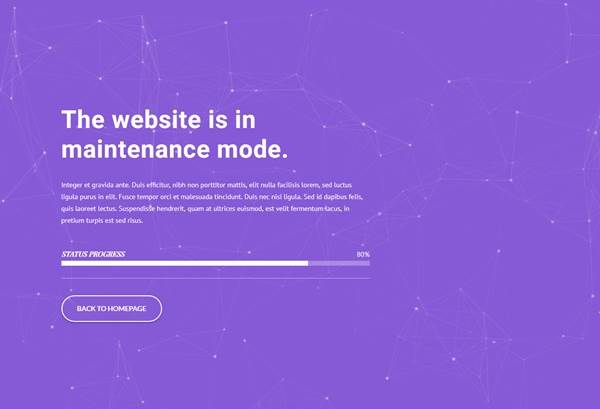 The website is in
maintenance mode.
Integer et gravida ante. Duis efficitur, nibh non porttitor mattis, elit nulla facilisis lorem, sed luctus
ligula purus in elit. Fusce tempor orci et malesuada tincidunt. Duis nec nisi ligula. Sed id dapibus felis,
quis laoreet lectus. Suspendisse hendrerit, quam at ultrices euismod, est velit fermentum lacus, in
pretium turpis est sed risus.
STATUS PROGRESS 80%
BACK TO HOMEPAGE